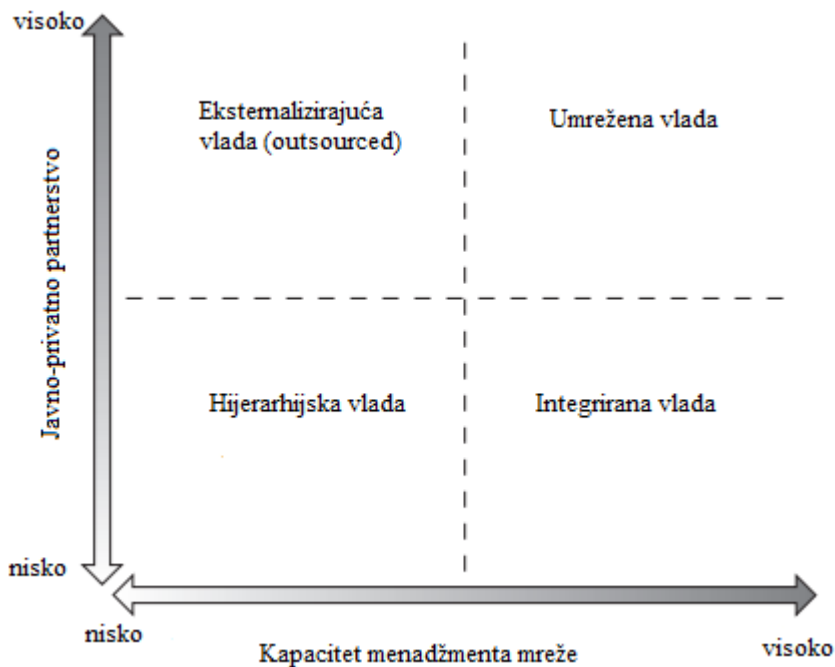 visoko
Eksternalizirajuća
vlada (outsourced)
Umrežena vlada
Javno-privatno partnerstvo
Hijerarhijska vlada
Integrirana vlada
nisko
nisko
Kapacitet menadžmenta mreže
visoko